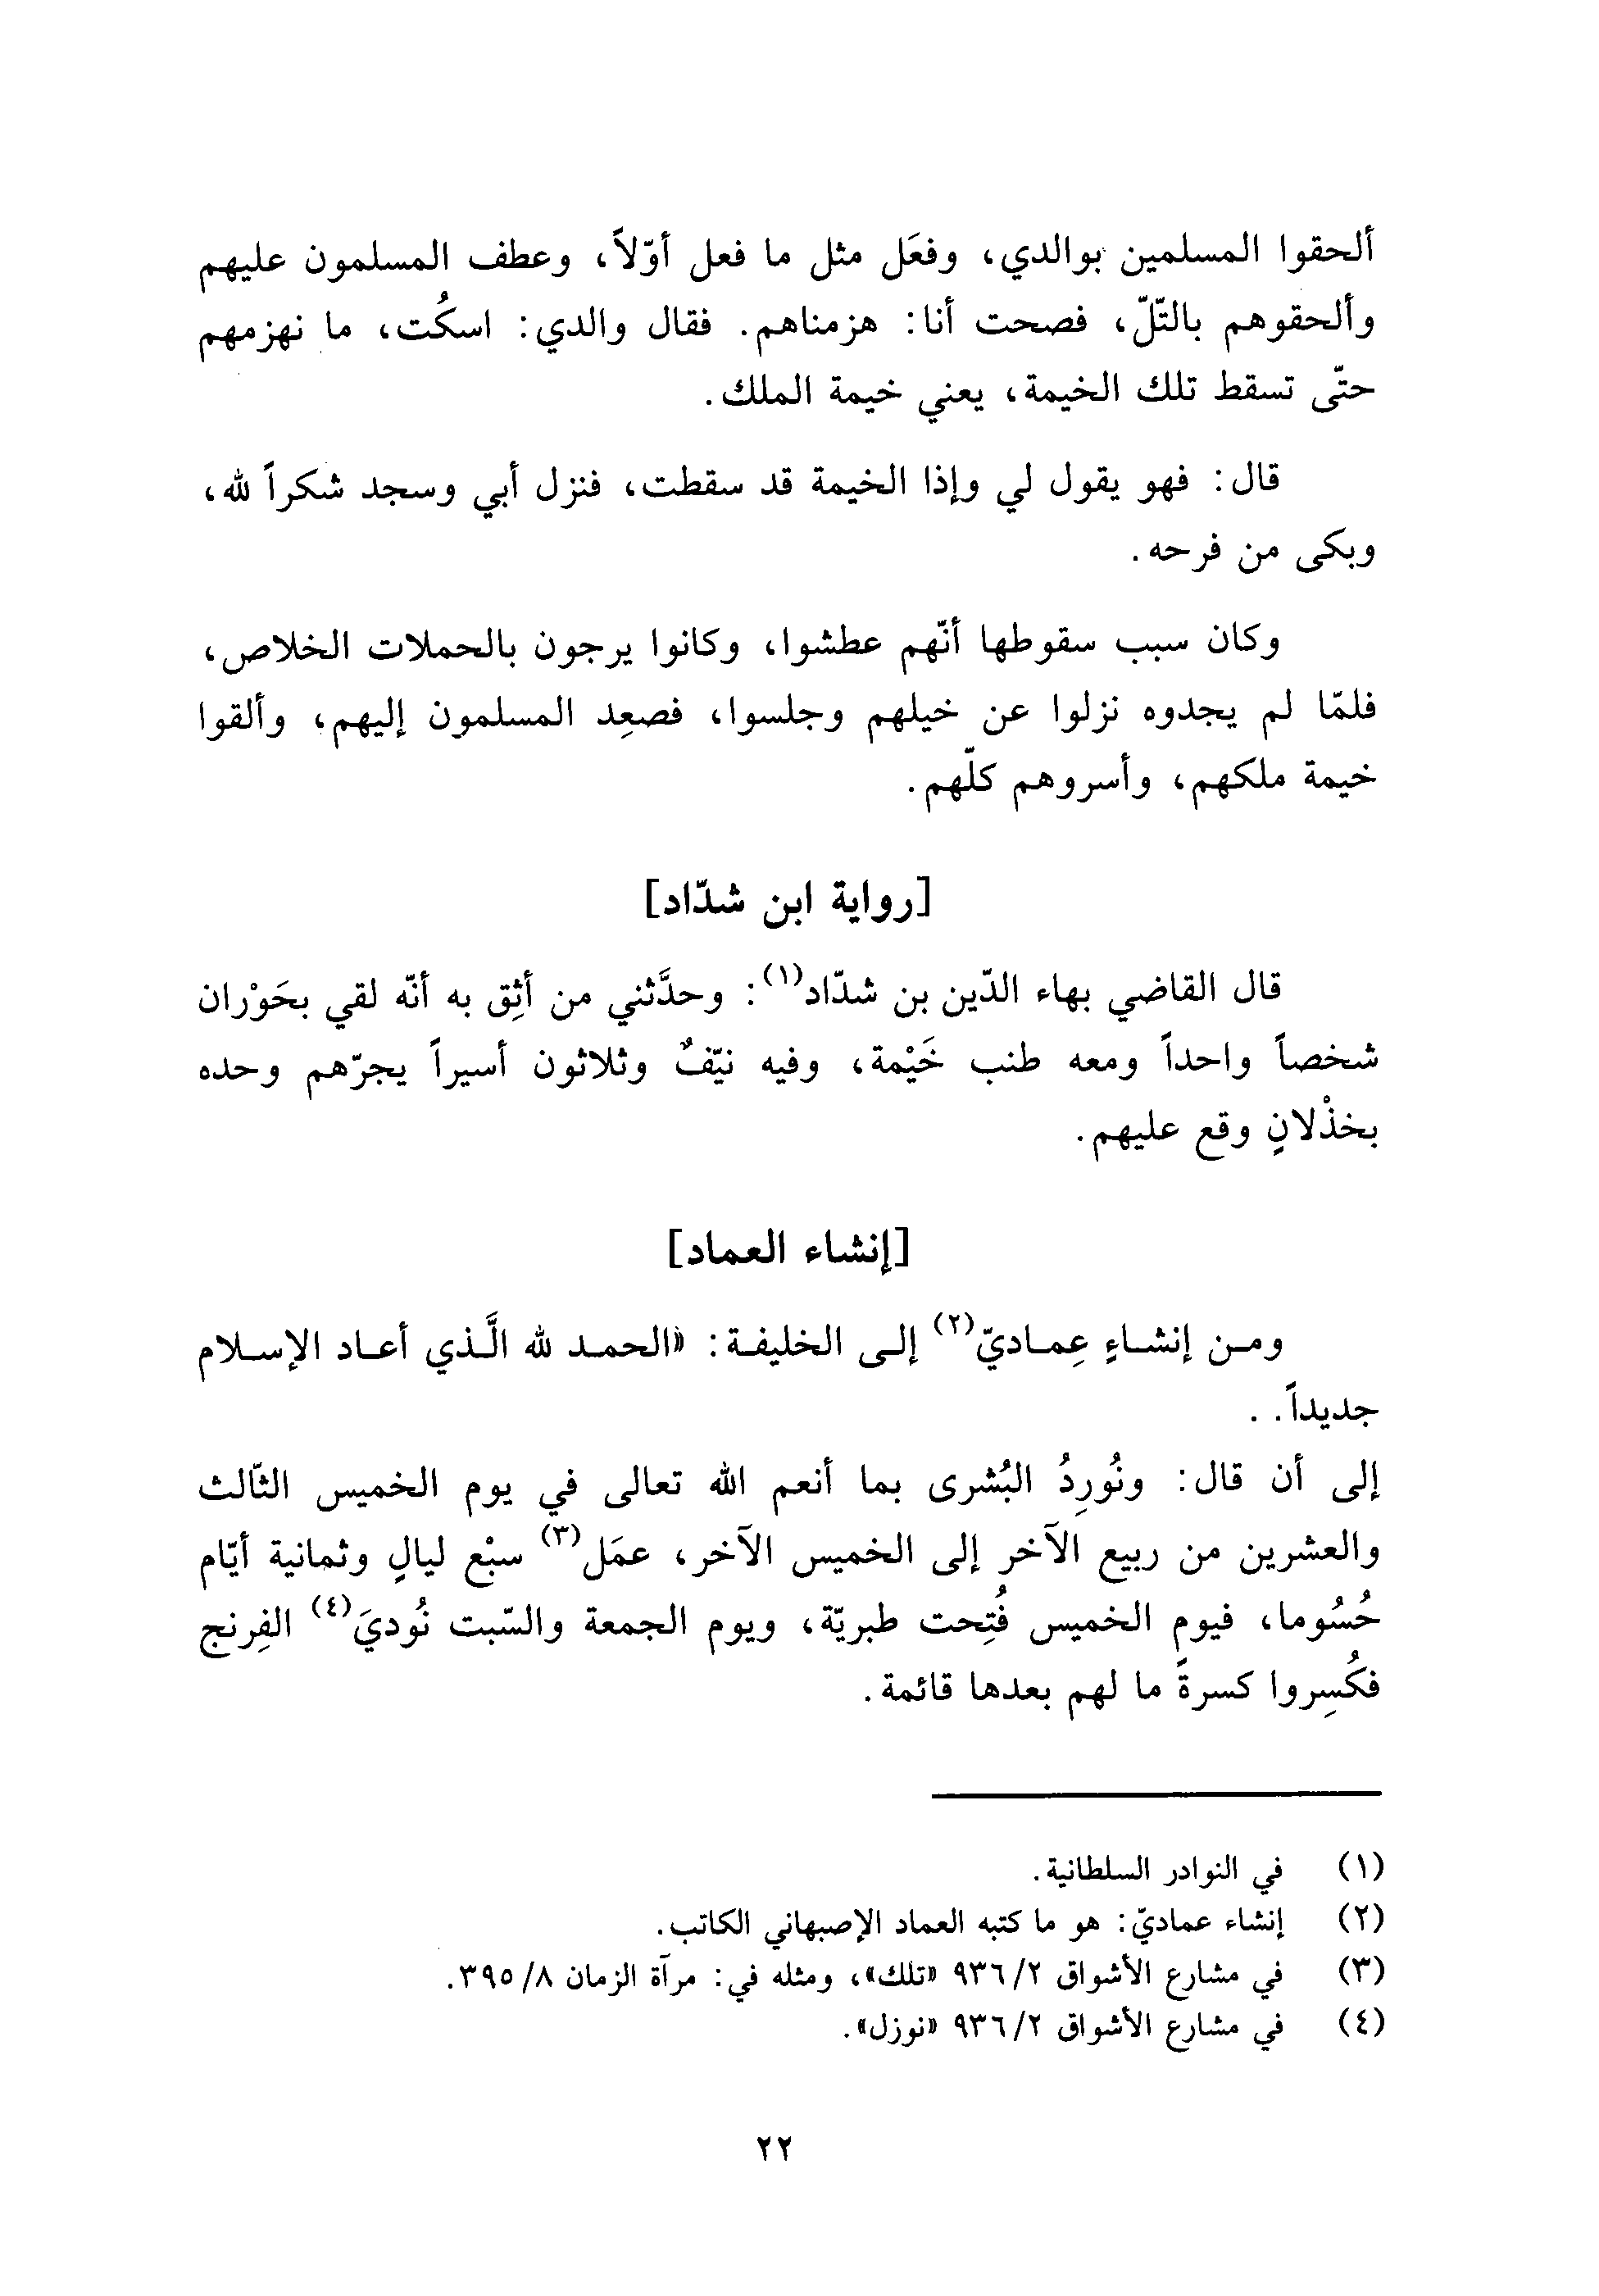 ألحقوا المسلمين بوالدي، وفعَل مثل ما فعل أوّلاً، وعطف المسلمون عليهم
وألحقوهم بالتّلّ، فصحت أنا: هزمناهم. فقال والدي: اسكُت، ما نهزمهم
حتّى تسقط تلك الخيمة، يعني خيمة الملك.
قال: فهو يقول لي وإذا الخيمة قد سقطت، فنزل أبي وسجد شكراً لله،
وبكى من فرحه.
وكان سبب سقوطها أنّهم عطشوا، وكانوا يرجون بالحملات الخلاص،
فلمّا لم يجدوه نزلوا عن خيلهم وجلسوا، فصعِد المسلمون إليهم، وألقوا
خيمة ملكهم، وأسروهم كلّهم.
[رواية ابن شدّاد]
قال القاضي بهاء الدّين بن شدّاد(١): وحدَّثني من أثِق به أنّه لقي بحَوْران
شخصاً واحداً ومعه طنب خَيْمة، وفيه نيّفٌ وثلاثون أسيراً يجرّهم وحده
بخذْلانٍ وقع عليهم.
[إنشاء العماد]
ومن إنشاءٍ عِماديّ(٢) إلى الخليفة: «الحمد لله الَّذي أعاد الإسلام
جديداً. .
إلى أن قال: ونُورِدُ البُشرى بما أنعم الله تعالى في يوم الخميس الثّالث
والعشرين من ربيع الآخر إلى الخميس الآخر، عمَل(٣) سبْع ليالٍ وثمانية أيّام
حُسُوما، فيوم الخميس فُتِحت طبريّة، ويوم الجمعة والسّبت نُوديَ(٤) الفِرنج
فكُسِروا كسرةً ما لهم بعدها قائمة.
(١) في النوادر السلطانية.
(٢) إنشاء عماديّ: هو ما كتبه العماد الإصبهاني الكاتب.
(٣) في مشارع الأشواق ٩٣٦/٢ «تلك»، ومثله في: مرآة الزمان ٣٩٥/٨.
(٤) في مشارع الأشواق ٩٣٦/٢ «نوزل».
٢٢